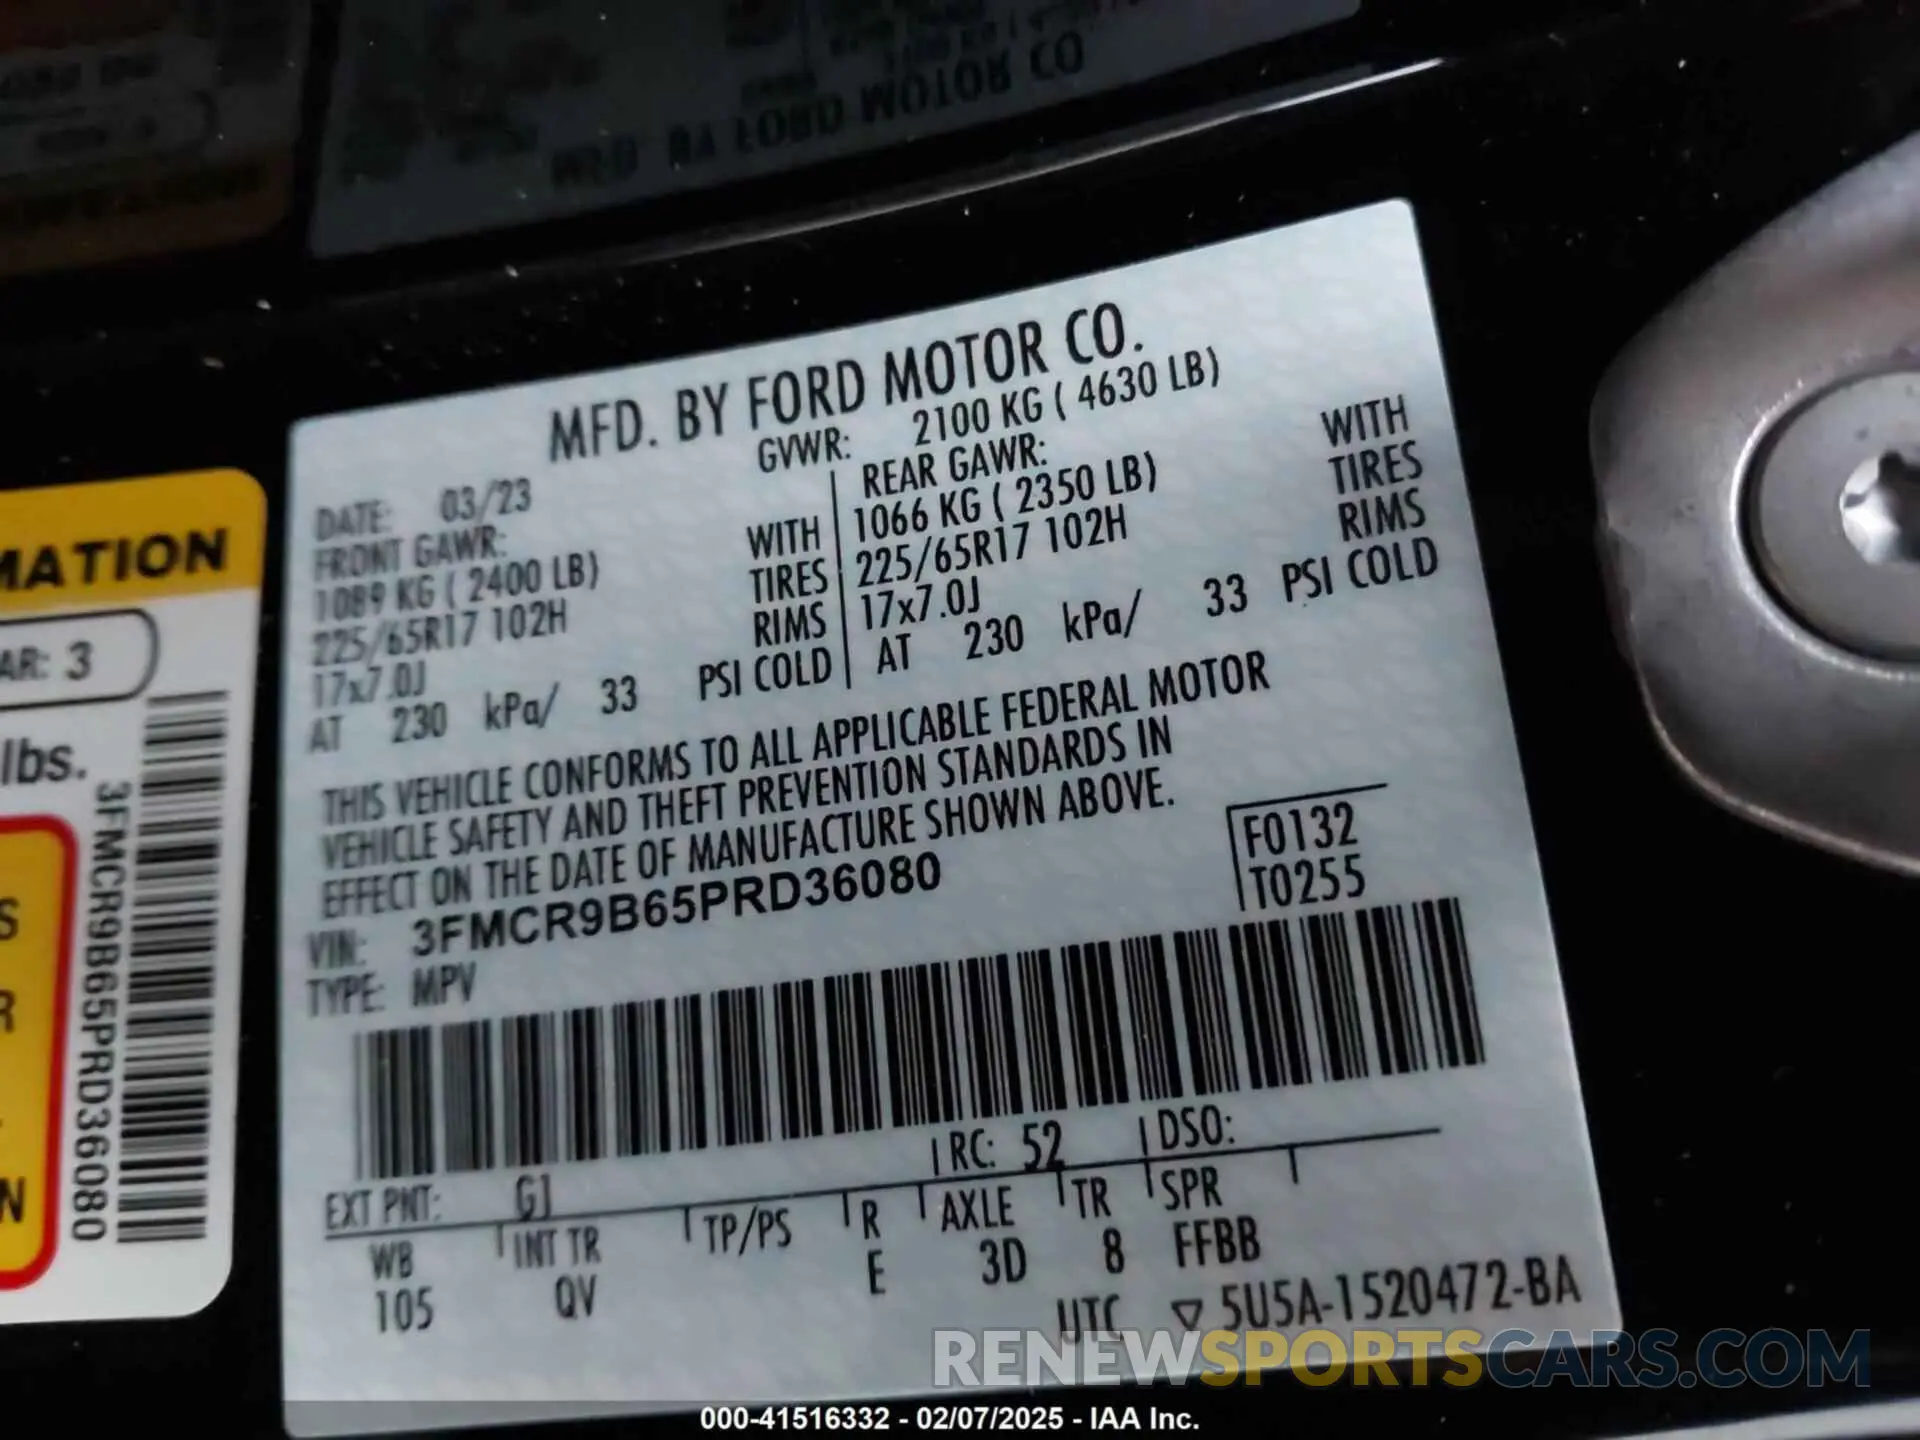 MFD. BY FORD MOTOR CO.
GVWR: 2100 KG ( 4630 LB)
DATE: 03/23
FRONT GAWR:
1089 KG ( 2400 LB) WITH
225/65R17 102H TIRES
17x7.0J RIMS
AT 230 kPa/ 33 PSI COLD
REAR GAWR:
1066 KG ( 2350 LB) WITH
225/65R17 102H TIRES
17x7.0J RIMS
AT 230 kPa/ 33 PSI COLD
THIS VEHICLE CONFORMS TO ALL APPLICABLE FEDERAL MOTOR
VEHICLE SAFETY AND THEFT PREVENTION STANDARDS IN
EFFECT ON THE DATE OF MANUFACTURE SHOWN ABOVE.
VIN: 3FMCR9B65PRD36080
TYPE: MPV
F0132
T0255
EXT PNT: G1 RC: 52 DSO:
WB INT TR TP/PS R AXLE TR SPR
105 QV E 3D 8 FFBB
UTC ▽ 5U5A-1520472-BA
MATION
AR: 3
lbs.
3FMCR9B65PRD36080
S
R
N
MFD. BY FORD MOTOR CO
RENEWSPORTSCARS.COM
000-41516332 - 02/07/2025 - IAA Inc.